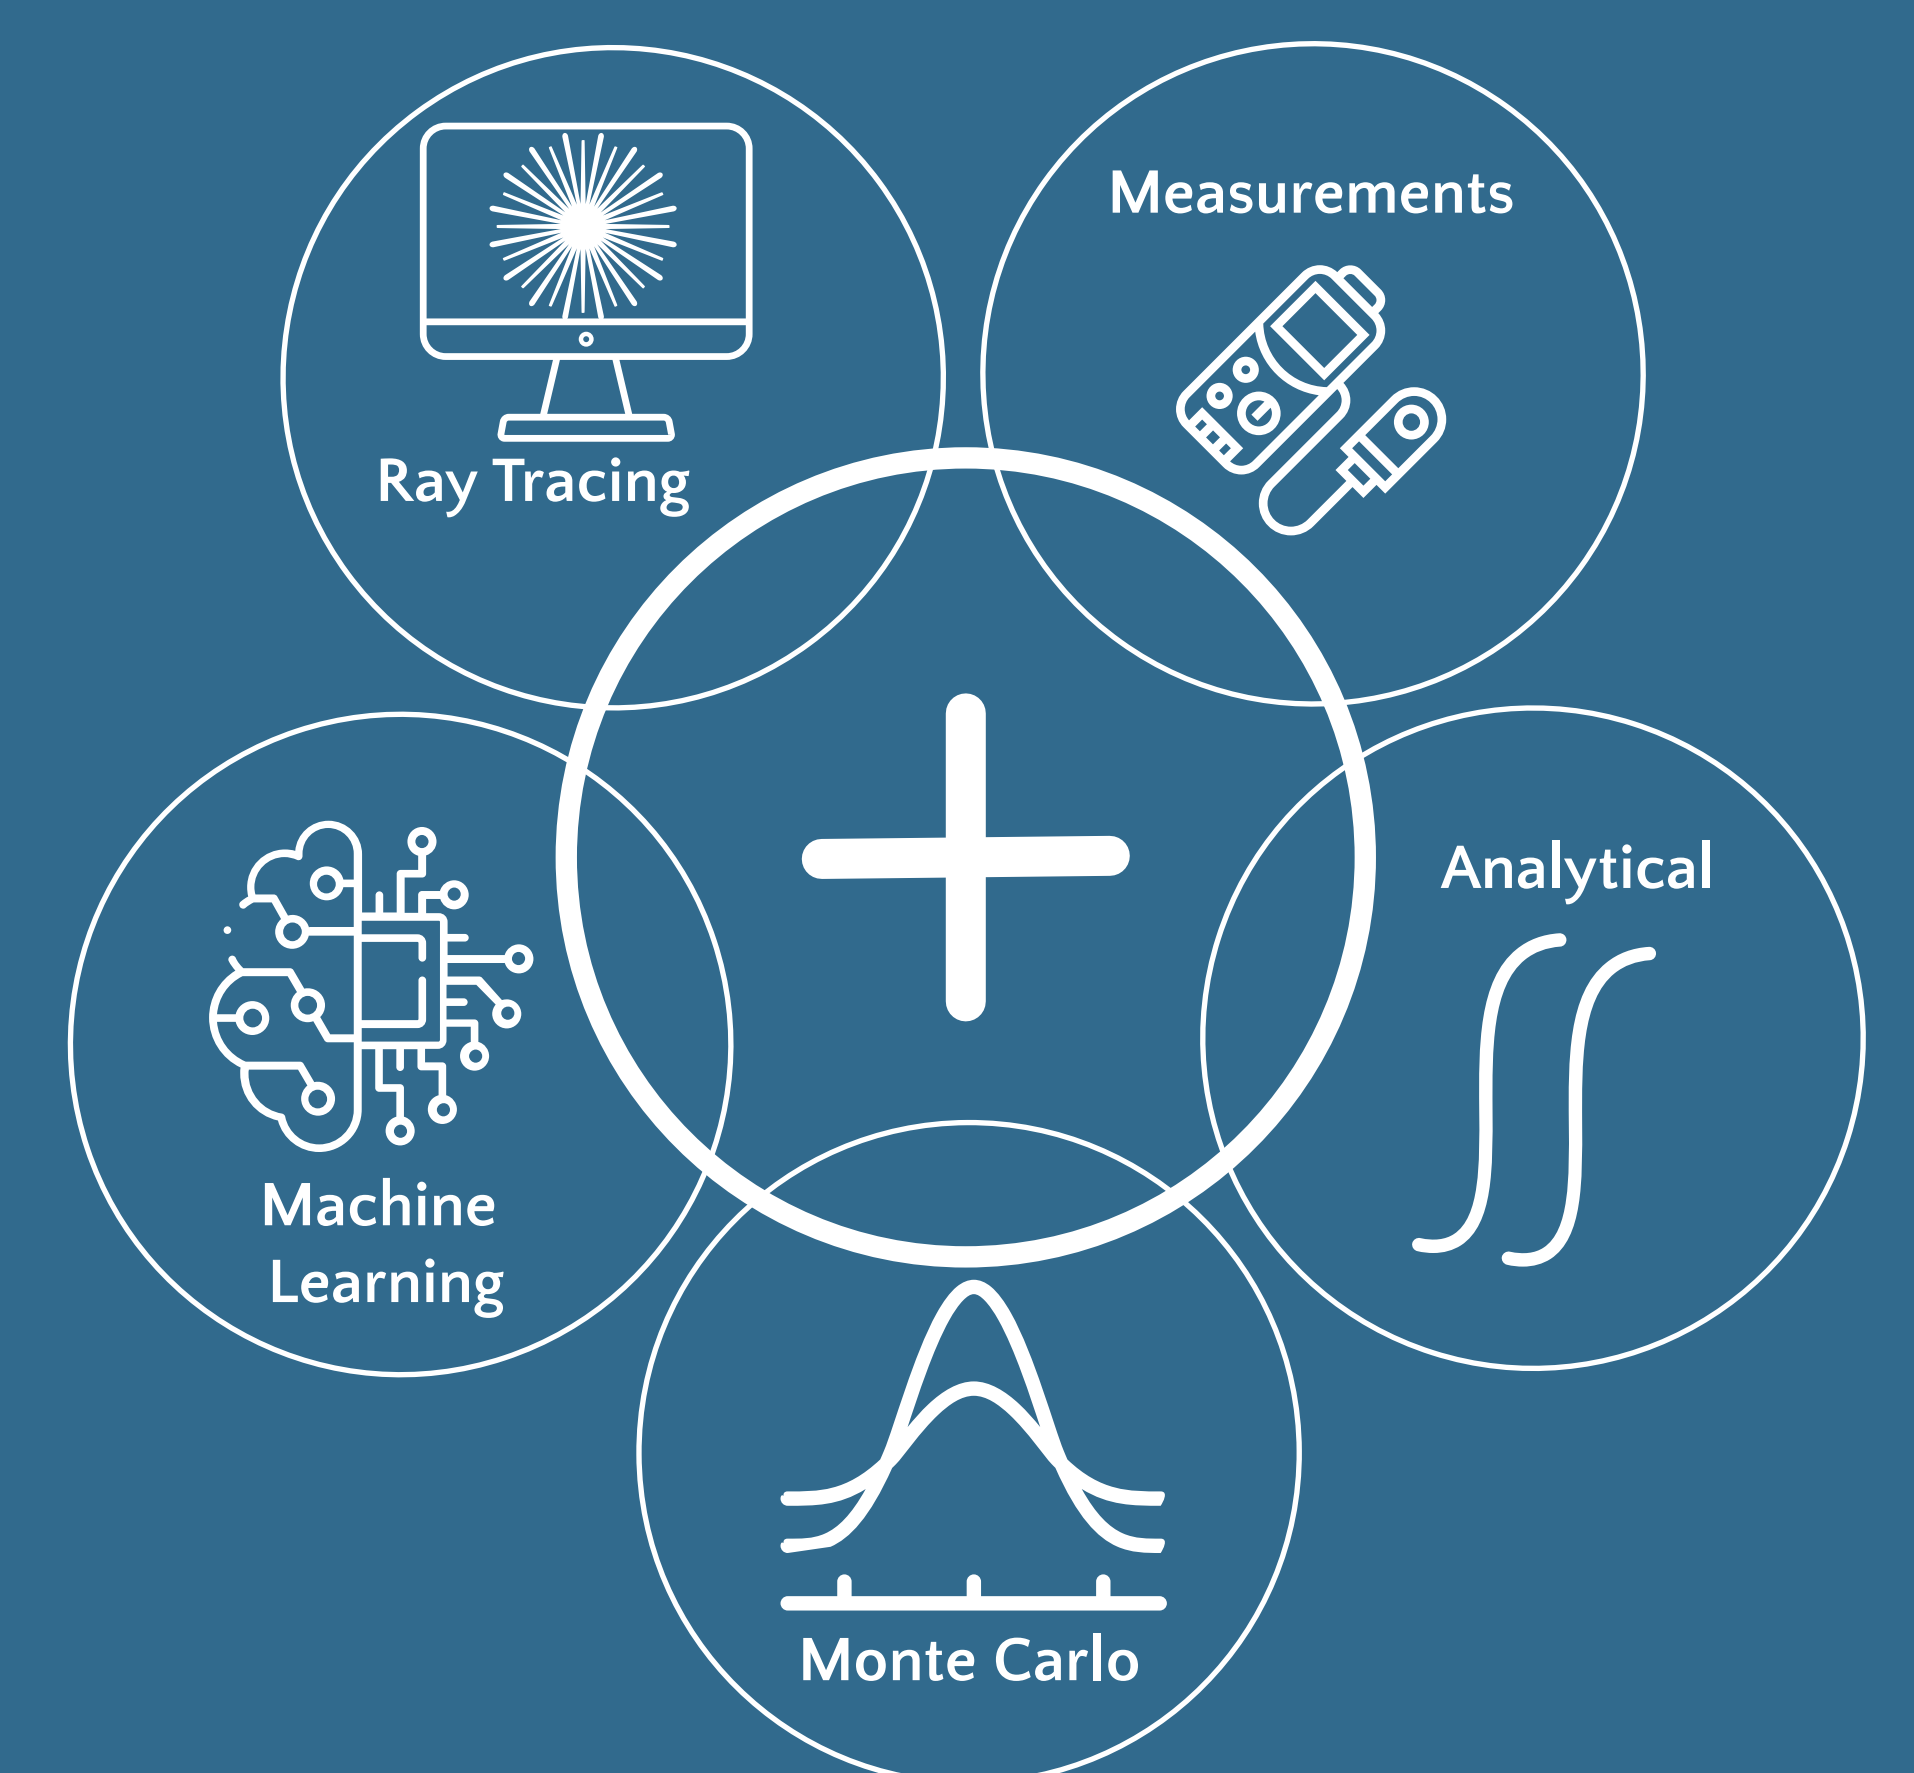 Ray Tracing
Measurements
Analytical
Machine
Learning
Monte Carlo